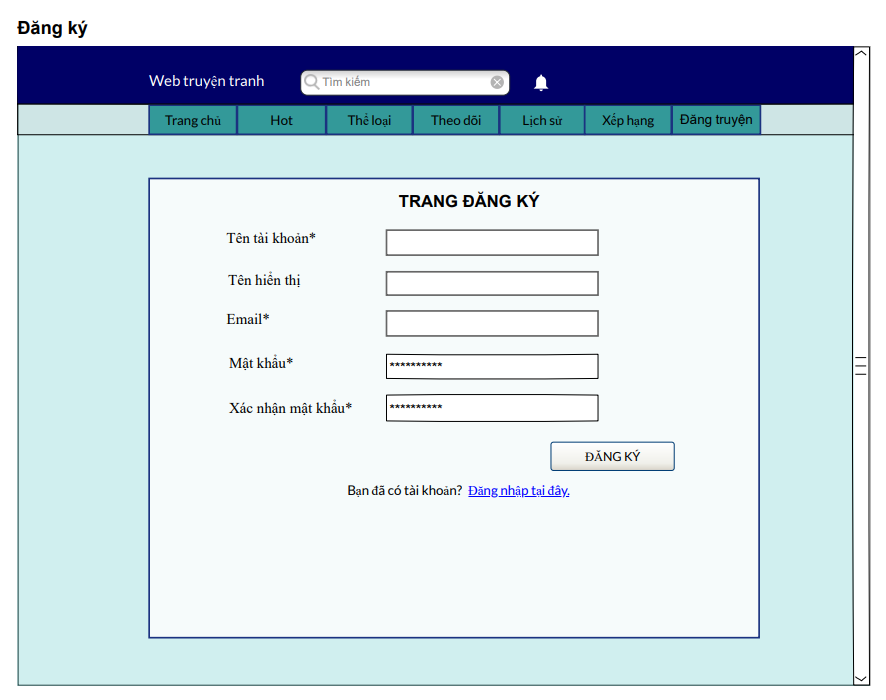 Đăng ký
Web truyện tranh
Tìm kiếm
Trang chủ Hot Thể loại Theo dõi Lịch sử Xếp hạng Đăng truyện
TRANG ĐĂNG KÝ
Tên tài khoản*
Tên hiển thị
Email*
Mật khẩu* **********
Xác nhận mật khẩu* **********
ĐĂNG KÝ
Bạn đã có tài khoản? Đăng nhập tại đây.